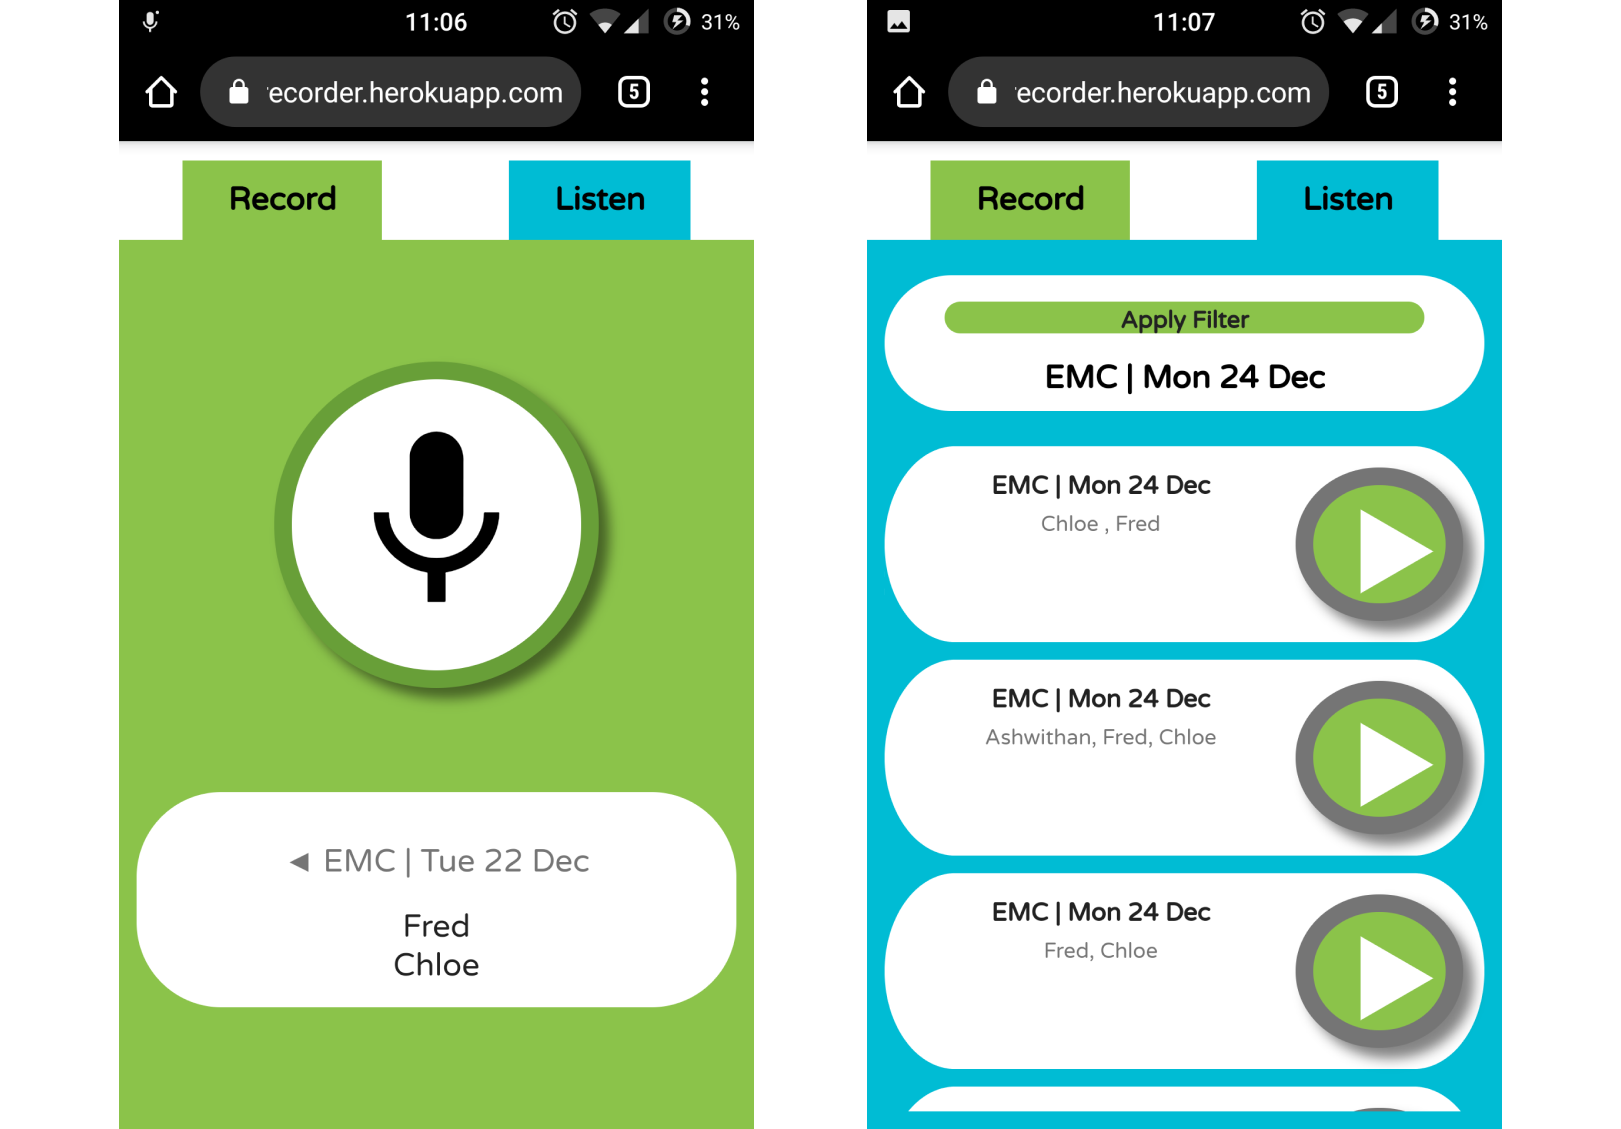 11:06
31%
ecorder.herokuapp.com
5
Record
Listen
◄ EMC | Tue 22 Dec
Fred
Chloe
11:07
31%
ecorder.herokuapp.com
5
Record
Listen
Apply Filter
EMC | Mon 24 Dec
EMC | Mon 24 Dec
Chloe , Fred
EMC | Mon 24 Dec
Ashwithan, Fred, Chloe
EMC | Mon 24 Dec
Fred, Chloe